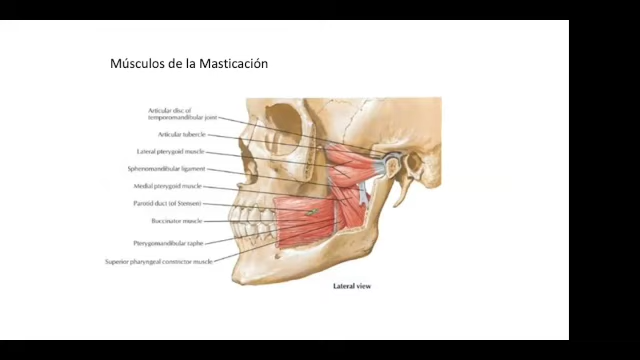 Músculos de la Masticación
Articular disc of
temporomandibular joint
Articular tubercle
Lateral pterygoid muscle
Sphenomandibular ligament
Medial pterygoid muscle
Parotid duct (of Stensen)
Buccinator muscle
Pterygomandibular raphe
Superior pharyngeal constrictor muscle
Lateral view